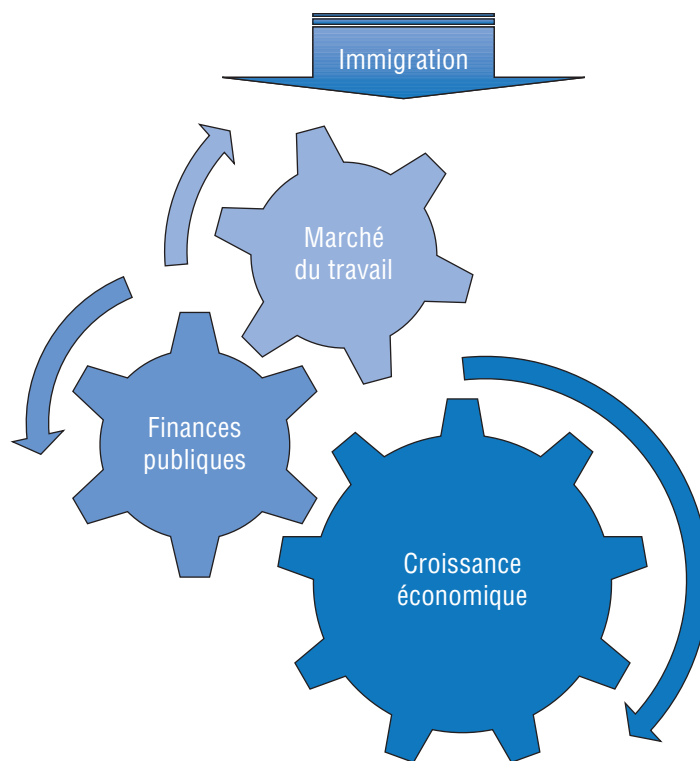 Immigration
Marché
du travail
Finances
publiques
Croissance
économique